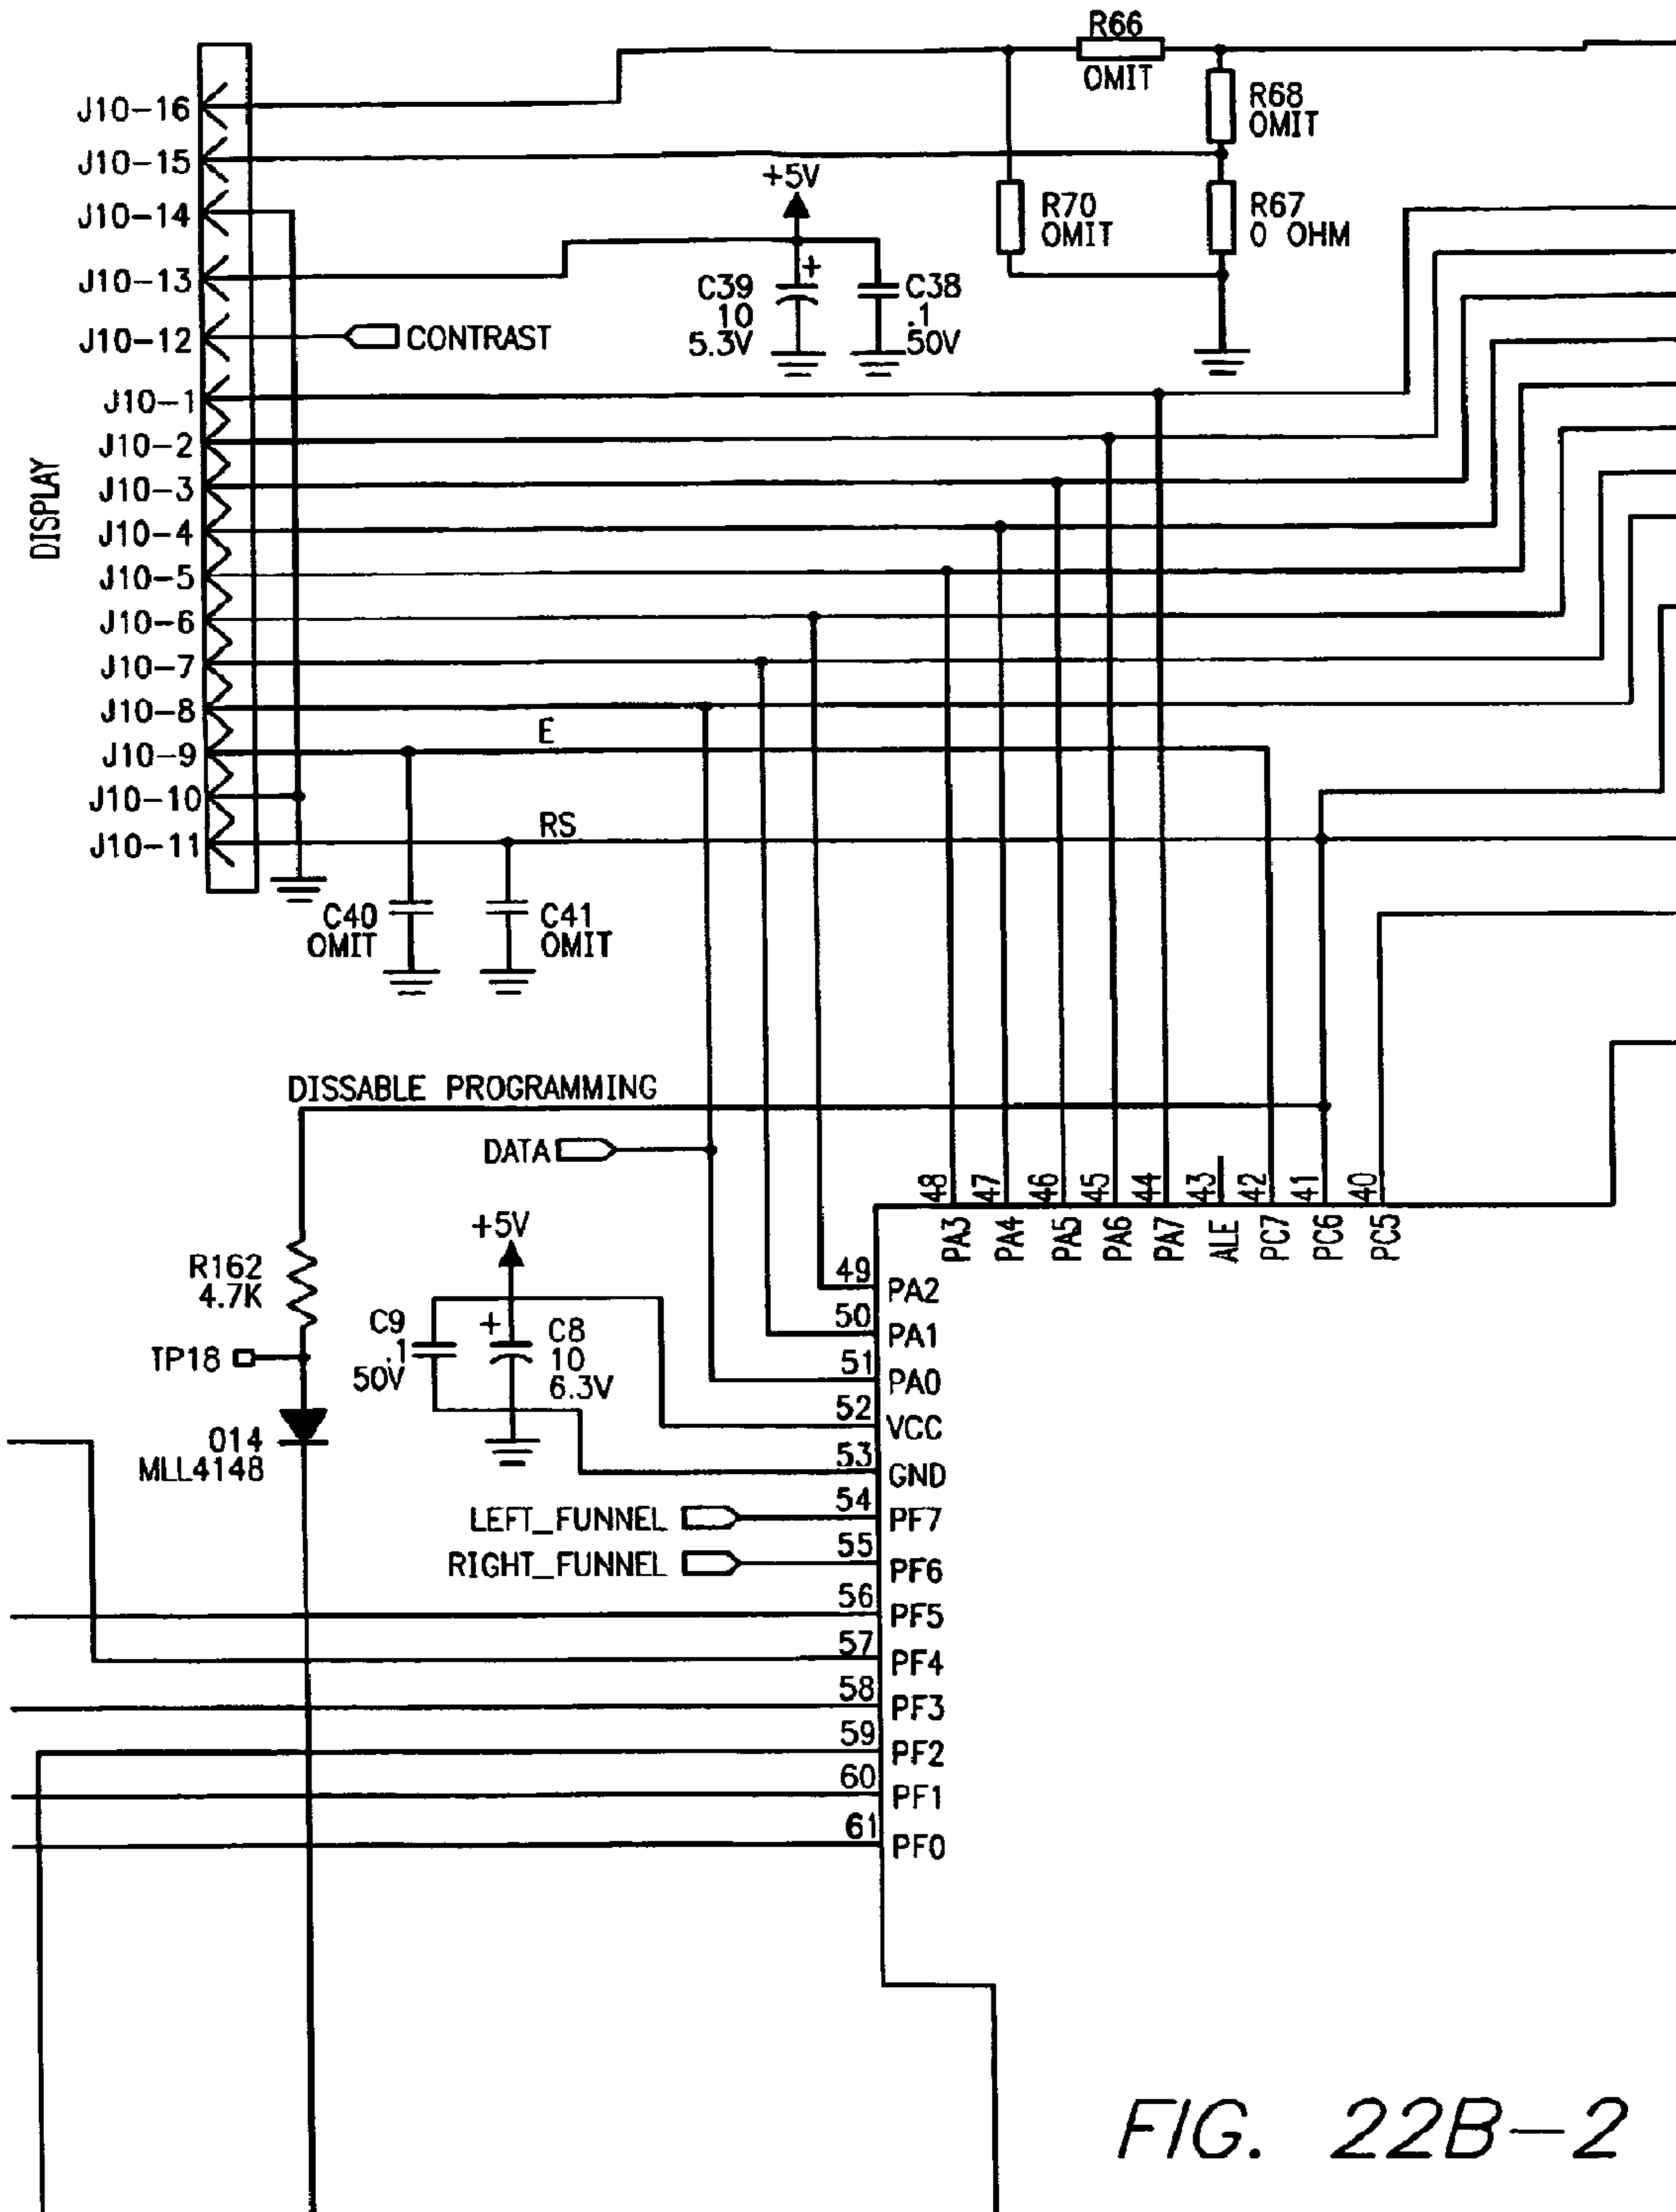 R66
OMIT
J10-16
R68
OMIT
J10-15
+5V
J10-14
R70
OMIT
R67
0 OHM
J10-13
C39
10
5.3V
+
C38
.1
50V
J10-12
CONTRAST
J10-1
J10-2
DISPLAY
J10-3
J10-4
J10-5
J10-6
J10-7
J10-8
E
J10-9
J10-10
RS
J10-11
C40
OMIT
C41
OMIT
DISSABLE PROGRAMMING
DATA
48
47
46
45
44
43
42
41
40
PA3
PA4
PA5
PA6
PA7
ALE
PC7
PC6
PC5
+5V
R162
4.7K
49
PA2
C9
.1
50V
+
C8
10
6.3V
50
PA1
TP18
51
PA0
52
VCC
014
MLL4148
53
GND
LEFT_FUNNEL
54
PF7
RIGHT_FUNNEL
55
PF6
56
PF5
57
PF4
58
PF3
59
PF2
60
PF1
61
PF0
FIG. 22B-2